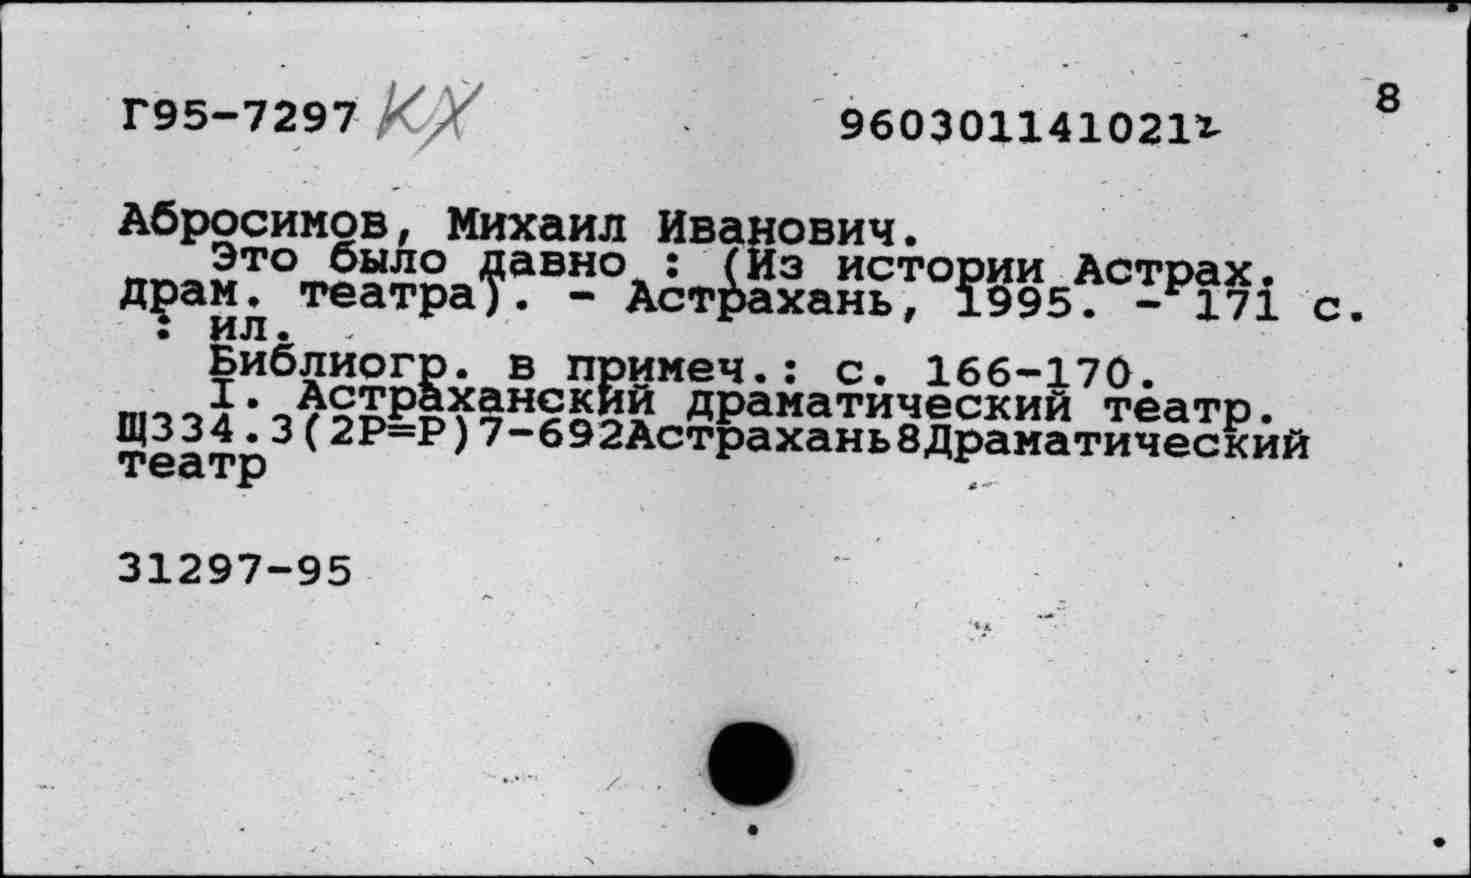 Г95-7297 КХ 960301141021г 8
Абросимов, Михаил Иванович.
Это было давно : (Из истории Астрах.
драм. театра). - Астрахань, 1995. - 171 с.
: ил.
Библиогр. в примеч.: с. 166-170.
I. Астраханский драматический театр.
Щ334.3(2Р=Р)7-692Астрахань8Драматический
театр
31297-95